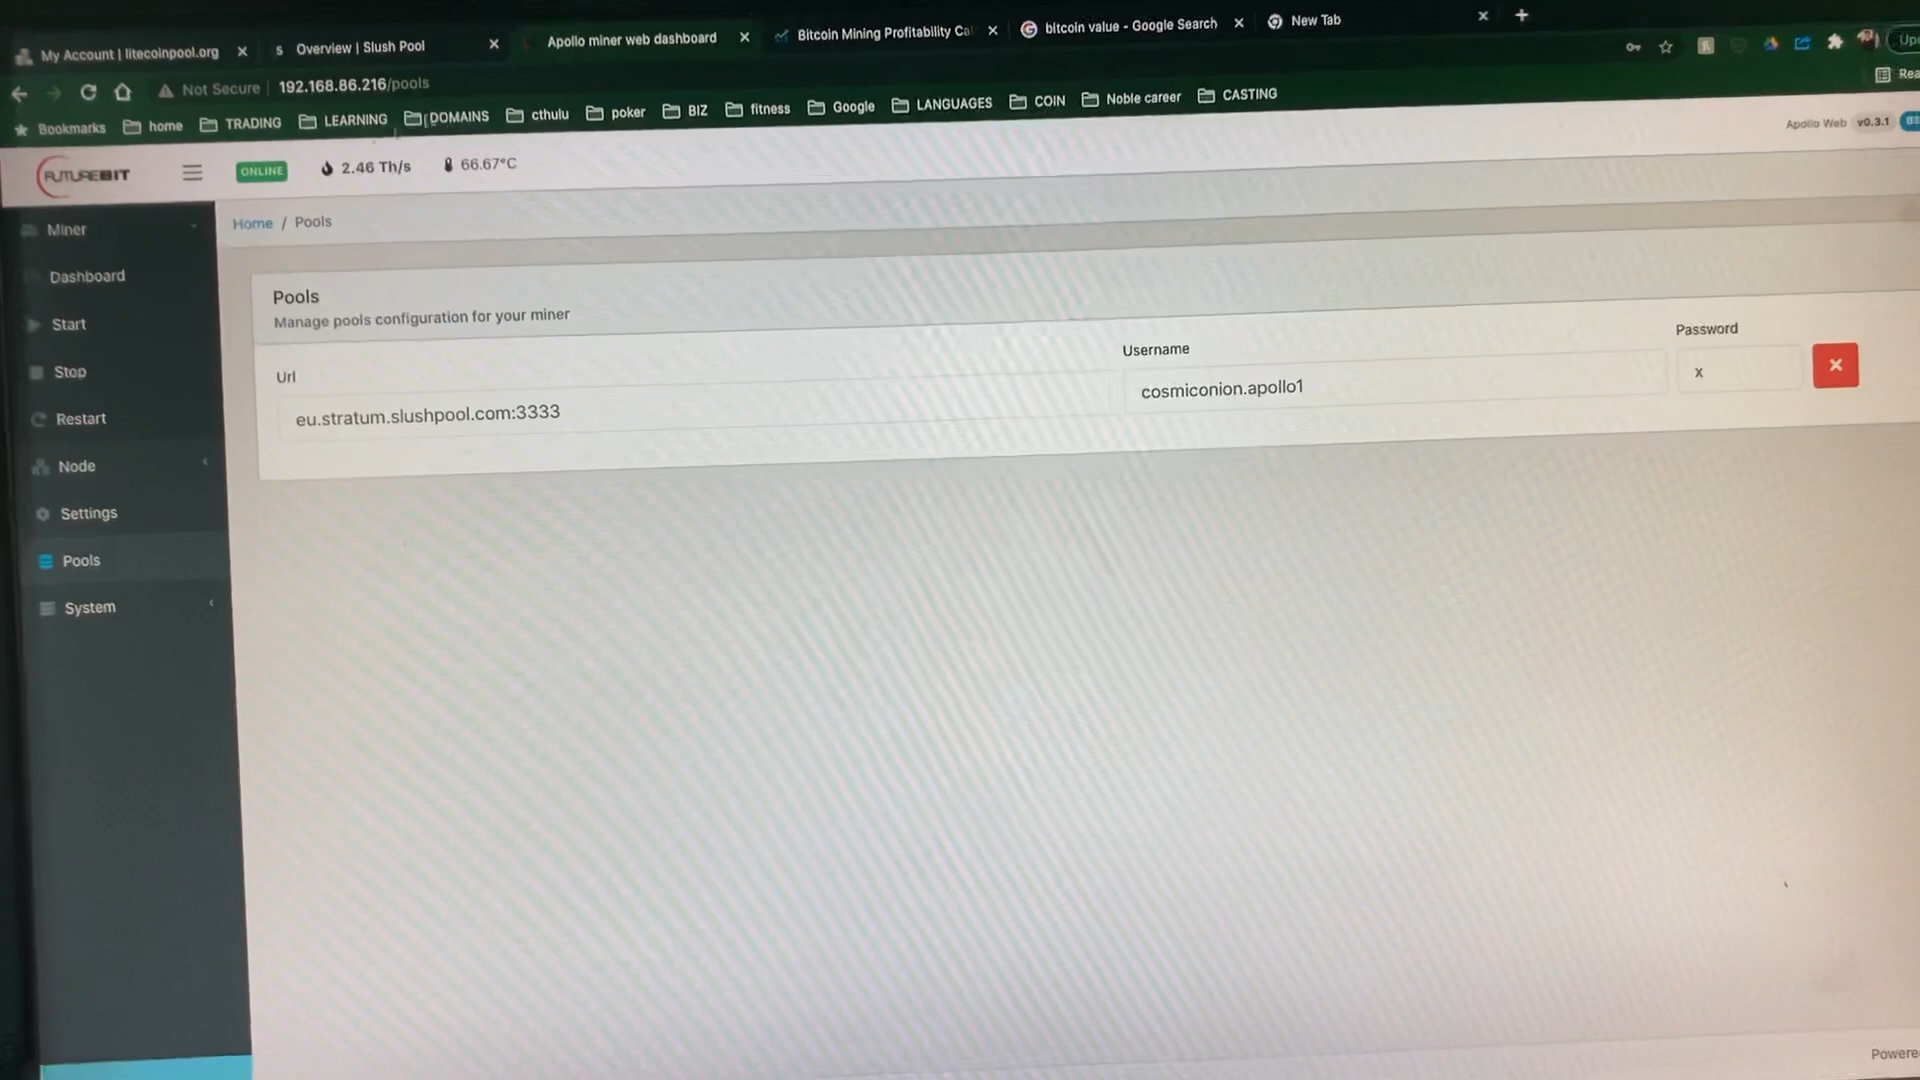 My Account | litecoinpool.org
Overview | Slush Pool
Apollo miner web dashboard
Bitcoin Mining Profitability Ca
bitcoin value - Google Search
New Tab
Not Secure
192.168.86.216/pools
Bookmarks
home
TRADING
LEARNING
DOMAINS
cthulu
poker
BIZ
fitness
Google
LANGUAGES
COIN
Noble career
CASTING
FUTUREBIT
ONLINE
2.46 Th/s
66.67°C
Apollo Web
v0.3.1
Miner
Dashboard
Start
Stop
Restart
Node
Settings
Pools
System
Home / Pools
Pools
Manage pools configuration for your miner
Url
eu.stratum.slushpool.com:3333
Username
cosmiconion.apollo1
Password
x